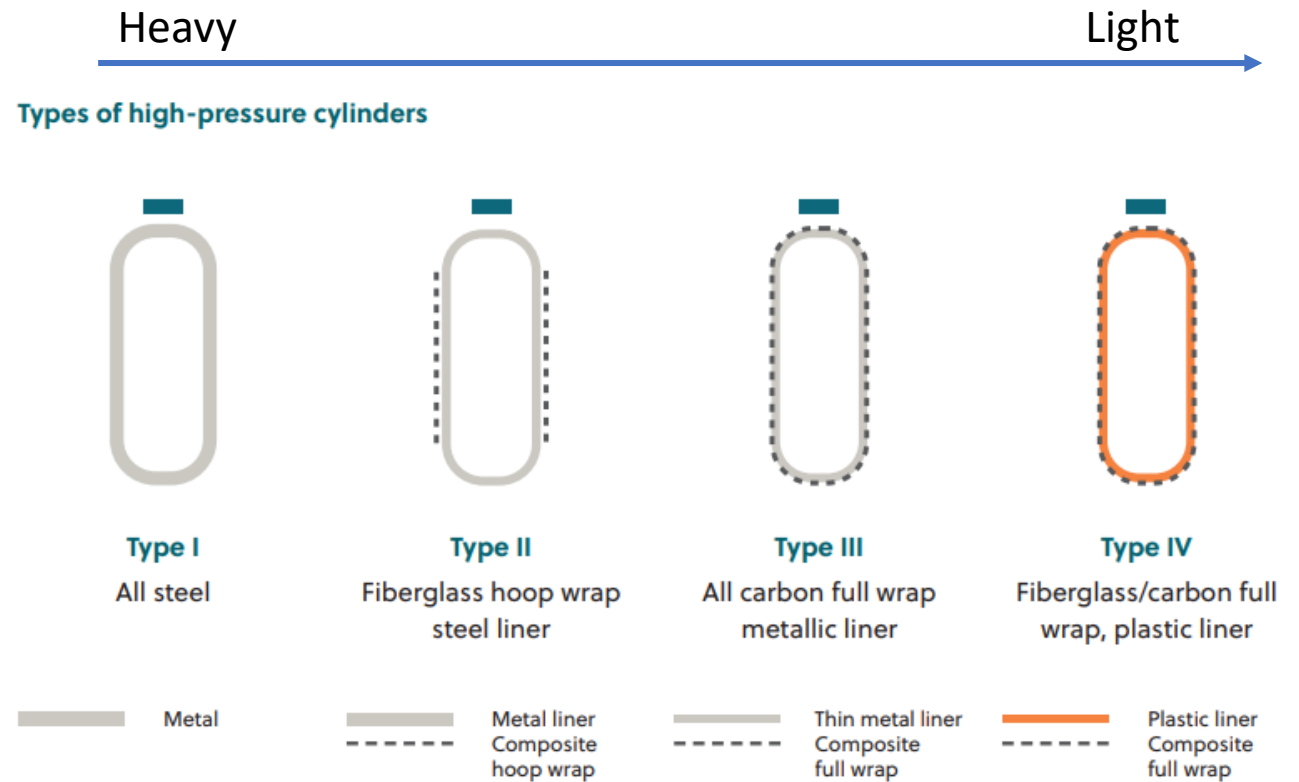 Heavy
Light
Types of high-pressure cylinders
Type I
All steel
Type II
Fiberglass hoop wrap
steel liner
Type III
All carbon full wrap
metallic liner
Type IV
Fiberglass/carbon full
wrap, plastic liner
Metal
Metal liner
Composite
hoop wrap
Thin metal liner
Composite
full wrap
Plastic liner
Composite
full wrap